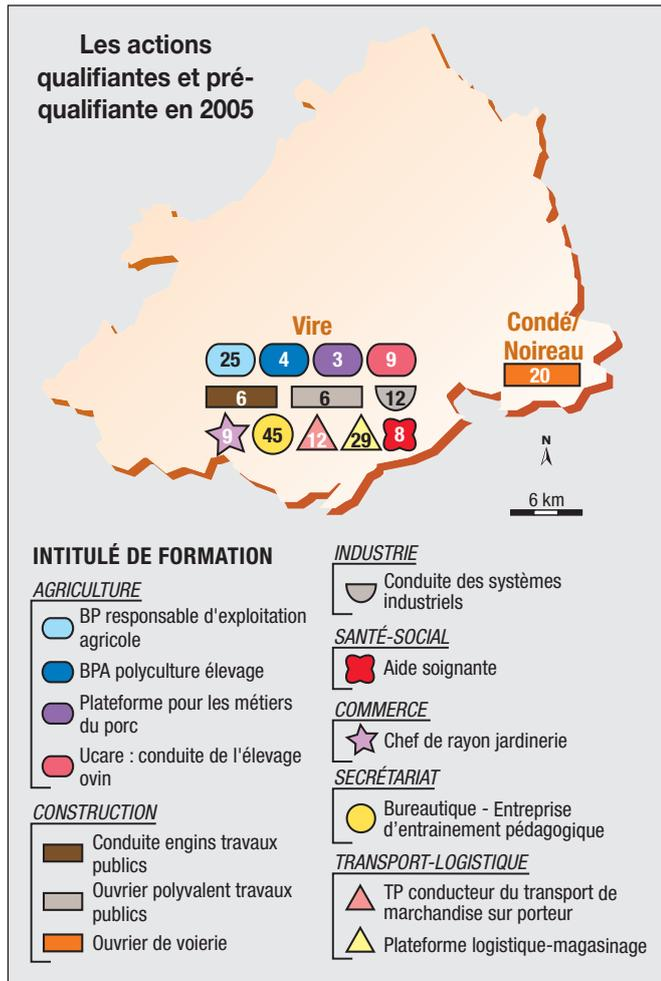 Les actions
qualifiantes et pré-
qualifiante en 2005
Vire
25 4 3 9
6 6 12
9 45 12 29 8
Condé/
Noireau
20
N
6 km
INTITULÉ DE FORMATION
AGRICULTURE
BP responsable d'exploitation
agricole
BPA polyculture élevage
Plateforme pour les métiers
du porc
Ucare : conduite de l'élevage
ovin
CONSTRUCTION
Conduite engins travaux
publics
Ouvrier polyvalent travaux
publics
Ouvrier de voierie
INDUSTRIE
Conduite des systèmes
industriels
SANTÉ-SOCIAL
Aide soignante
COMMERCE
Chef de rayon jardinerie
SECRÉTARIAT
Bureautique - Entreprise
d’entrainement pédagogique
TRANSPORT-LOGISTIQUE
TP conducteur du transport de
marchandise sur porteur
Plateforme logistique-magasinage